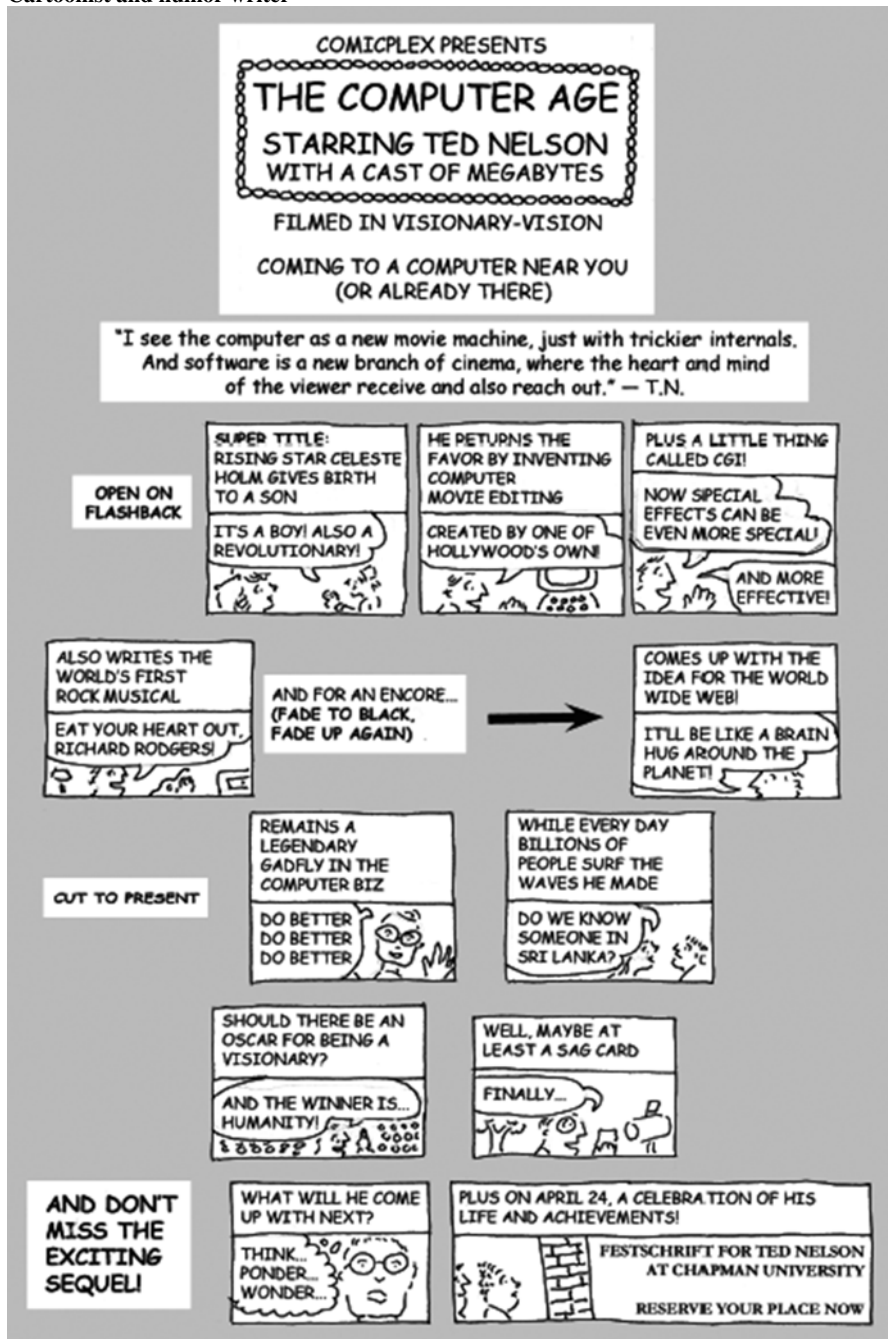 Cartoonist and humor writer
COMICPLEX PRESENTS
THE COMPUTER AGE
STARRING TED NELSON
WITH A CAST OF MEGABYTES
FILMED IN VISIONARY-VISION
COMING TO A COMPUTER NEAR YOU
(OR ALREADY THERE)
"I see the computer as a new movie machine, just with trickier internals.
And software is a new branch of cinema, where the heart and mind
of the viewer receive and also reach out." — T.N.
OPEN ON
FLASHBACK
SUPER TITLE:
RISING STAR CELESTE
HOLM GIVES BIRTH
TO A SON
IT'S A BOY! ALSO A
REVOLUTIONARY!
HE RETURNS THE
FAVOR BY INVENTING
COMPUTER
MOVIE EDITING
CREATED BY ONE OF
HOLLYWOOD'S OWN!
PLUS A LITTLE THING
CALLED CGI!
NOW SPECIAL
EFFECTS CAN BE
EVEN MORE SPECIAL!
AND MORE
EFFECTIVE!
ALSO WRITES THE
WORLD'S FIRST
ROCK MUSICAL
EAT YOUR HEART OUT,
RICHARD RODGERS!
AND FOR AN ENCORE...
(FADE TO BLACK,
FADE UP AGAIN)
COMES UP WITH THE
IDEA FOR THE WORLD
WIDE WEB!
IT'LL BE LIKE A BRAIN
HUG AROUND THE
PLANET!
CUT TO PRESENT
REMAINS A
LEGENDARY
GADFLY IN THE
COMPUTER BIZ
DO BETTER
DO BETTER
DO BETTER
WHILE EVERY DAY
BILLIONS OF
PEOPLE SURF THE
WAVES HE MADE
DO WE KNOW
SOMEONE IN
SRI LANKA?
SHOULD THERE BE AN
OSCAR FOR BEING A
VISIONARY?
AND THE WINNER IS...
HUMANITY!
WELL, MAYBE AT
LEAST A SAG CARD
FINALLY...
AND DON'T
MISS THE
EXCITING
SEQUEL!
WHAT WILL HE COME
UP WITH NEXT?
THINK...
PONDER...
WONDER...
PLUS ON APRIL 24, A CELEBRATION OF HIS
LIFE AND ACHIEVEMENTS!
FESTSCHRIFT FOR TED NELSON
AT CHAPMAN UNIVERSITY
RESERVE YOUR PLACE NOW